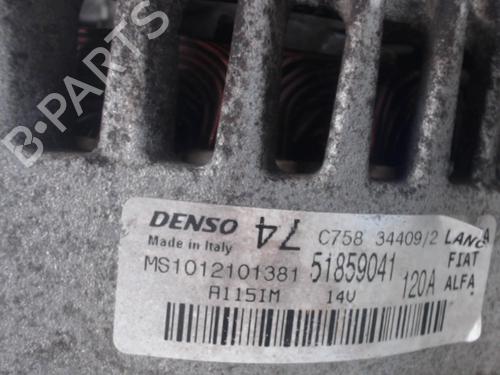 B-PARTS
DENSO 74 C758 34409/2 LANCIA
Made in Italy FIAT
MS1012101381 51859041 120A ALFA
A115IM 14V